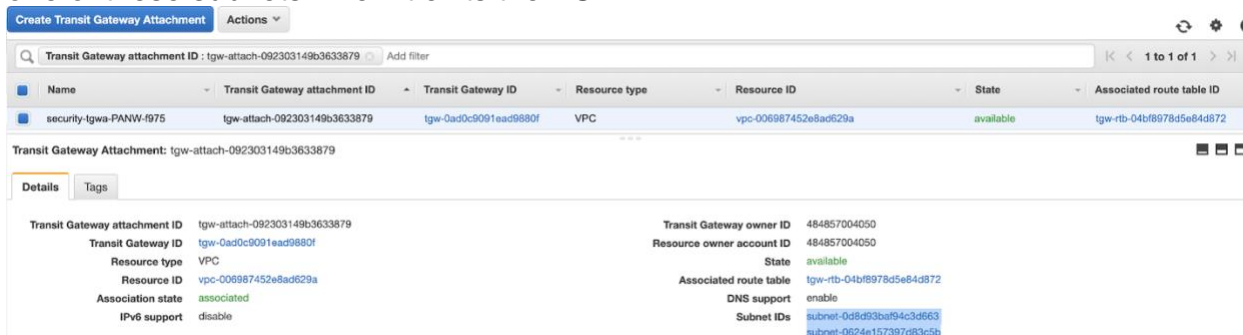 Create Transit Gateway Attachment Actions
Transit Gateway attachment ID : tgw-attach-092303149b3633879 Add filter 1 to 1 of 1
Name Transit Gateway attachment ID Transit Gateway ID Resource type Resource ID State Associated route table ID
security-tgwa-PANW-f975 tgw-attach-092303149b3633879 tgw-0ad0c9091ead9880f VPC vpc-006987452e8ad629a available tgw-rtb-04bf8978d5e84d872
Transit Gateway Attachment: tgw-attach-092303149b3633879
Details Tags
Transit Gateway attachment ID tgw-attach-092303149b3633879 Transit Gateway owner ID 484857004050
Transit Gateway ID tgw-0ad0c9091ead9880f Resource owner account ID 484857004050
Resource type VPC State available
Resource ID vpc-006987452e8ad629a Associated route table tgw-rtb-04bf8978d5e84d872
Association state associated DNS support enable
IPv6 support disable Subnet IDs subnet-0d8d93baf94c3d663
subnet-0624e157397d83c5b